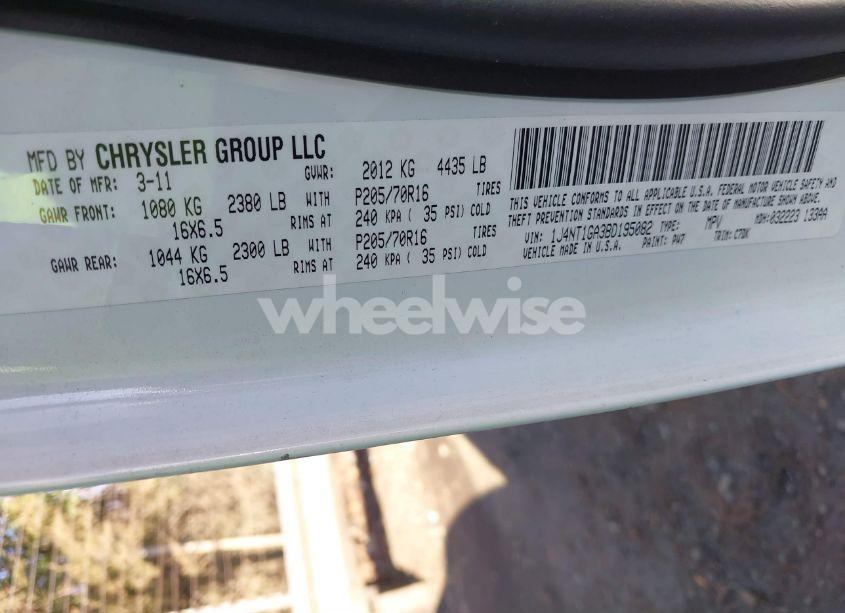 MFD BY CHRYSLER GROUP LLC
DATE OF MFR: 3-11 GVWR: 2012 KG 4435 LB
GAWR FRONT: 1080 KG 2380 LB WITH P205/70R16 TIRES
16X6.5 RIMS AT 240 KPA ( 35 PSI) COLD
GAWR REAR: 1044 KG 2300 LB WITH P205/70R16 TIRES
16X6.5 RIMS AT 240 KPA ( 35 PSI) COLD
THIS VEHICLE CONFORMS TO ALL APPLICABLE U.S.A. FEDERAL MOTOR VEHICLE SAFETY AND
THEFT PREVENTION STANDARDS IN EFFECT ON THE DATE OF MANUFACTURE SHOWN ABOVE.
VIN: 1J4NT1GA3BD195082 TYPE: MPV MDH: 032223 133AA
VEHICLE MADE IN U.S.A. PAINT: PW7 TRIM: C7DK
wheelwise